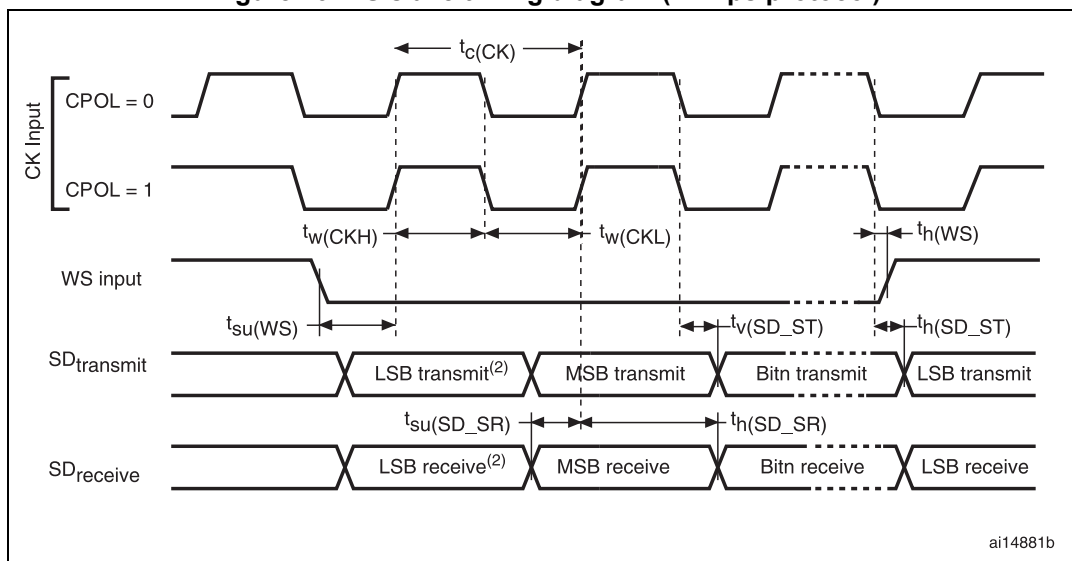 tc(CK)
CK Input
CPOL = 0
CPOL = 1
tw(CKH)
tw(CKL)
th(WS)
WS input
tsu(WS)
tv(SD_ST)
th(SD_ST)
SDtransmit
LSB transmit(2)
MSB transmit
Bitn transmit
LSB transmit
tsu(SD_SR)
th(SD_SR)
SDreceive
LSB receive(2)
MSB receive
Bitn receive
LSB receive
ai14881b